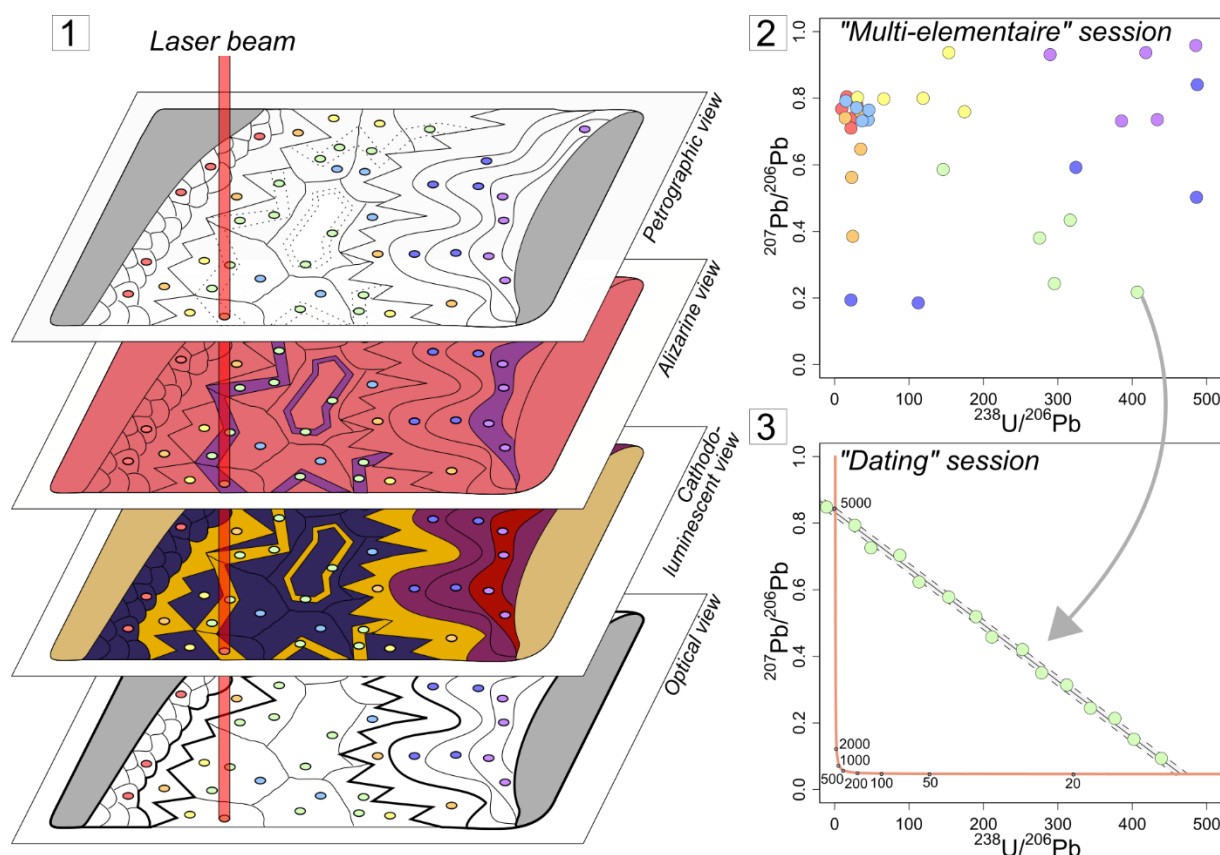 1
Laser beam
Petrographic view
Alizarine view
Cathodo-
luminescent view
Optical view
2
"Multi-elementaire" session
207Pb/206Pb
1.0
0.8
0.6
0.4
0.2
0.0
0
100
200
300
400
500
238U/206Pb
3
"Dating" session
207Pb/206Pb
1.0
0.8
0.6
0.4
0.2
0.0
5000
2000
1000
500
200
100
50
20
0
100
200
300
400
500
238U/206Pb